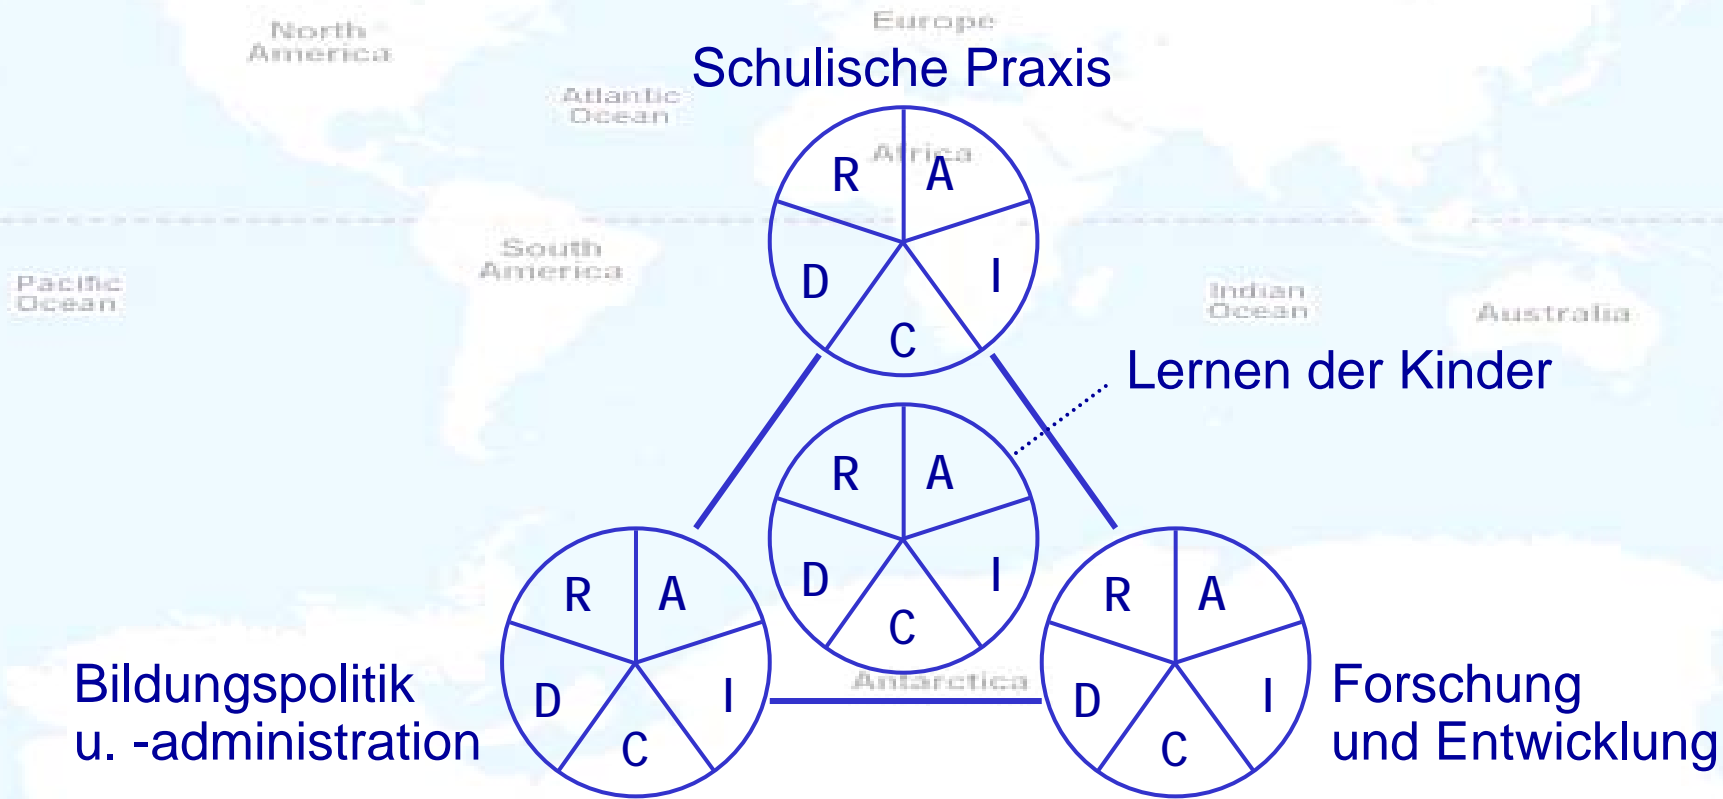 North
America
Europe
Schulische Praxis
Atlantic
Ocean
Africa
R A
D I
C
South
America
Pacific
Ocean
Indian
Ocean
Australia
Lernen der Kinder
R A
D I
C
R A
D I
C
R A
D I
C
Antarctica
Bildungspolitik
u. -administration
Forschung
und Entwicklung